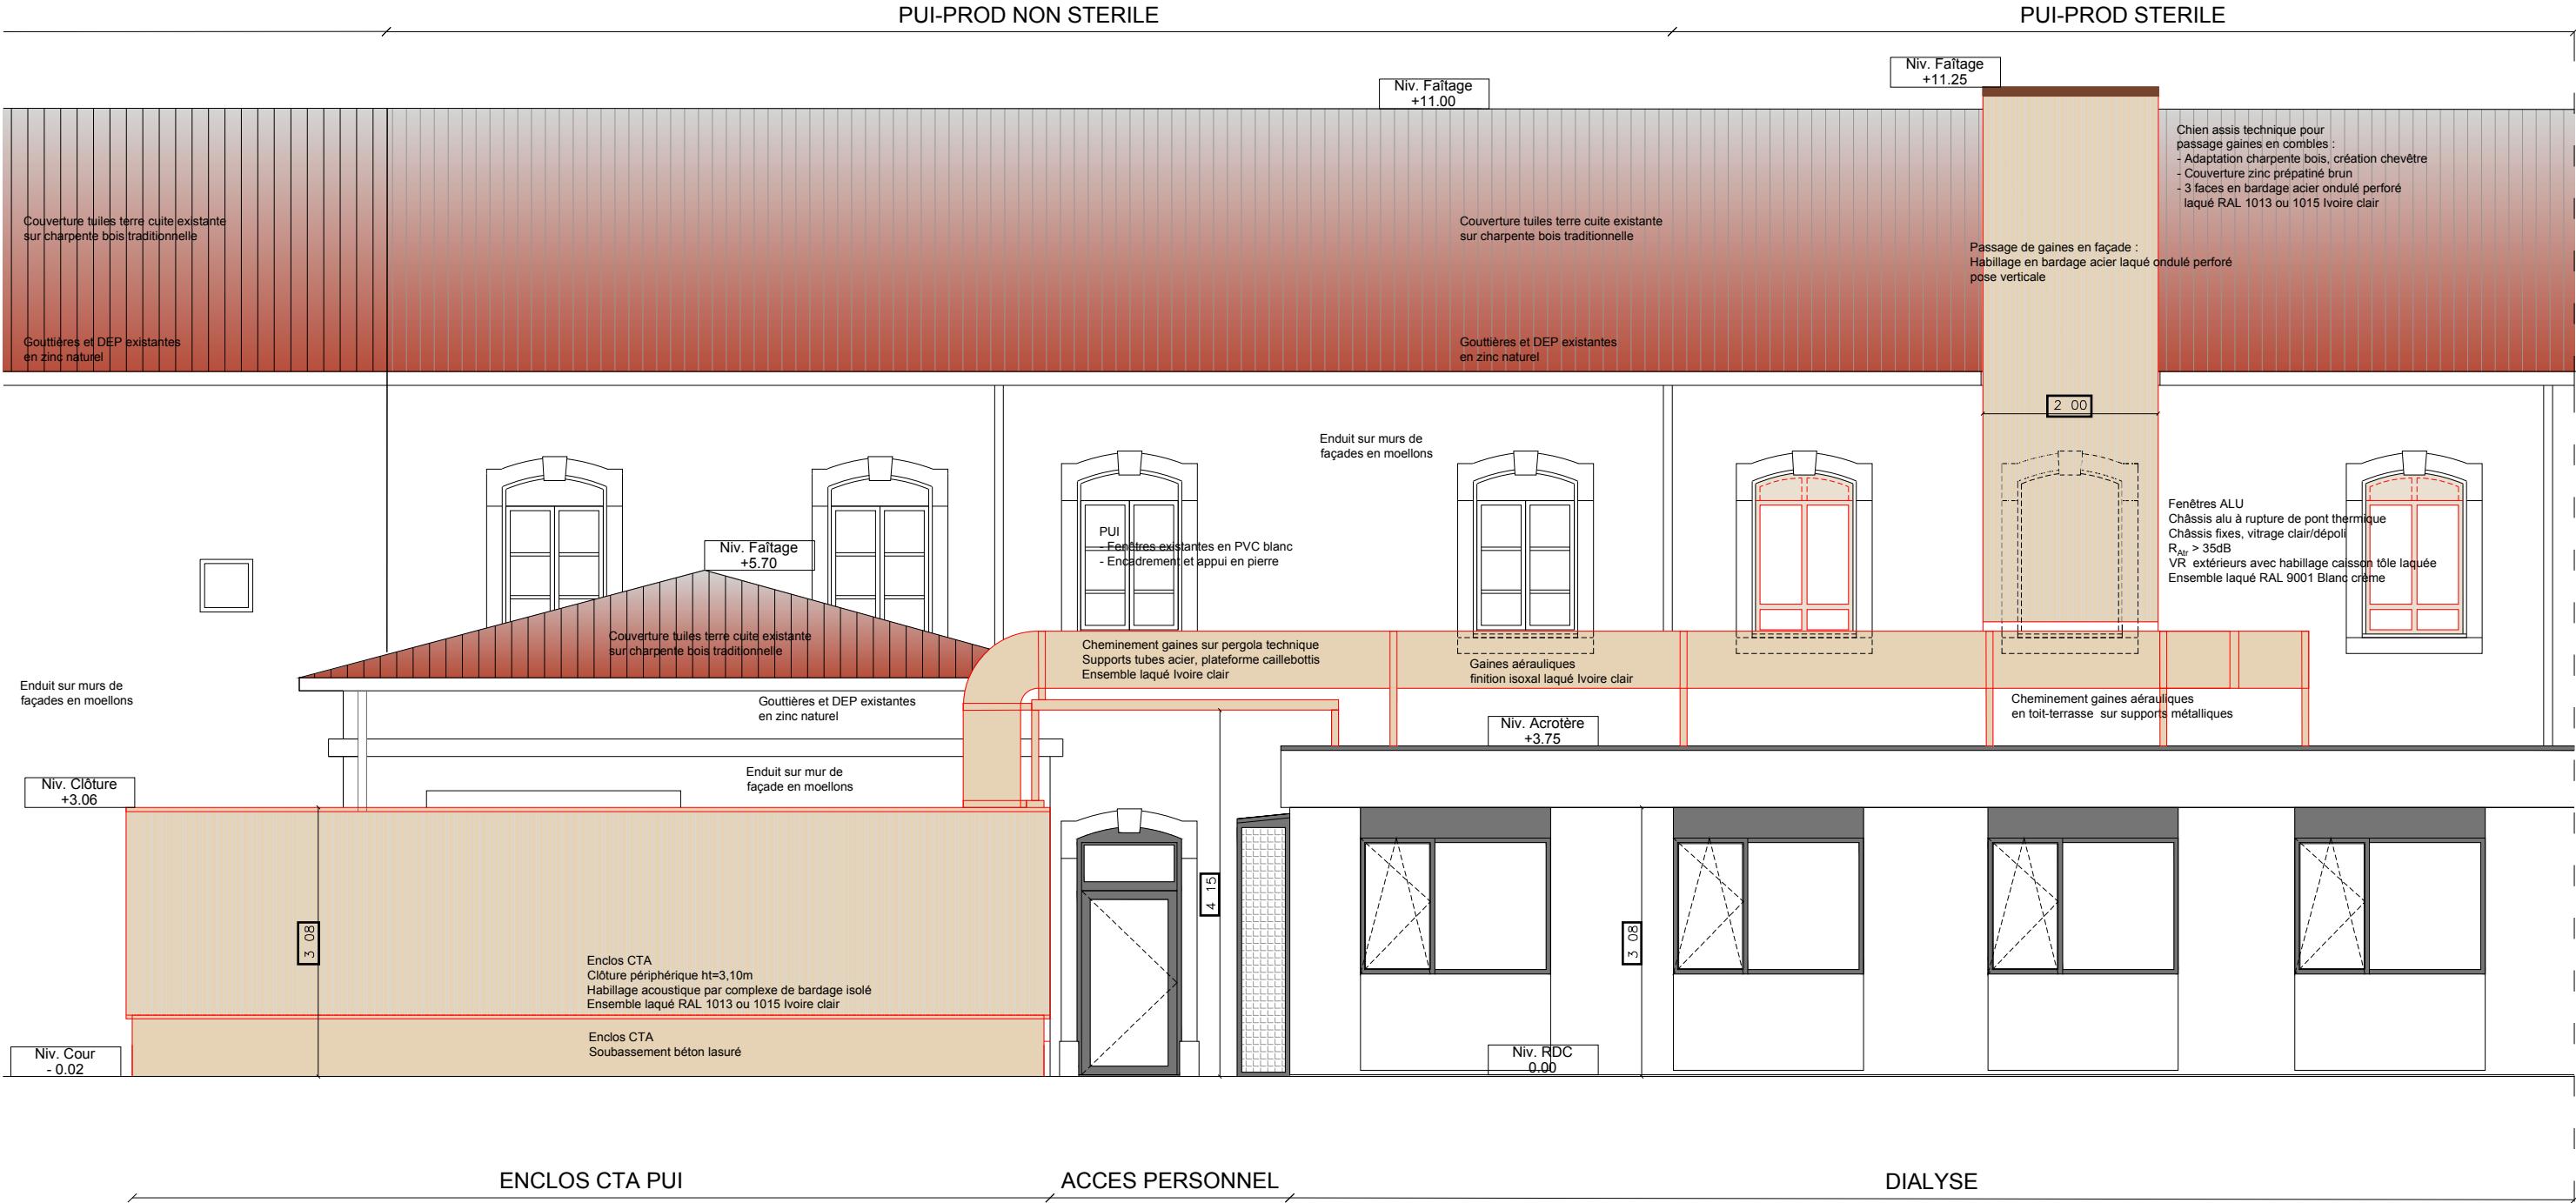 PUI-PROD NON STERILE
PUI-PROD STERILE
Niv. Faîtage
+11.00
Niv. Faîtage
+11.25
Chien assis technique pour
passage gaines en combles :
- Adaptation charpente bois, création chevêtre
- Couverture zinc prépatiné brun
- 3 faces en bardage acier ondulé perforé
laqué RAL 1013 ou 1015 Ivoire clair
Couverture tuiles terre cuite existante
sur charpente bois traditionnelle
Couverture tuiles terre cuite existante
sur charpente bois traditionnelle
Passage de gaines en façade :
Habillage en bardage acier laqué ondulé perforé
pose verticale
Gouttières et DEP existantes
en zinc naturel
Gouttières et DEP existantes
en zinc naturel
2 00
Enduit sur murs de
façades en moellons
PUI
- Fenêtres existantes en PVC blanc
- Encadrement et appui en pierre
Fenêtres ALU
Châssis alu à rupture de pont thermique
Châssis fixes, vitrage clair/dépoli
RAtr > 35dB
VR extérieurs avec habillage caisson tôle laquée
Ensemble laqué RAL 9001 Blanc crème
Niv. Faîtage
+5.70
Couverture tuiles terre cuite existante
sur charpente bois traditionnelle
Cheminement gaines sur pergola technique
Supports tubes acier, plateforme caillebottis
Ensemble laqué Ivoire clair
Gaines aérauliques
finition isoxal laqué Ivoire clair
Enduit sur murs de
façades en moellons
Gouttières et DEP existantes
en zinc naturel
Cheminement gaines aérauliques
en toit-terrasse sur supports métalliques
Niv. Acrotère
+3.75
Enduit sur mur de
façade en moellons
Niv. Clôture
+3.06
4 15
3 08
3 08
Enclos CTA
Clôture périphérique ht=3,10m
Habillage acoustique par complexe de bardage isolé
Ensemble laqué RAL 1013 ou 1015 Ivoire clair
Enclos CTA
Soubassement béton lasuré
Niv. Cour
- 0.02
Niv. RDC
0.00
ENCLOS CTA PUI
ACCES PERSONNEL
DIALYSE